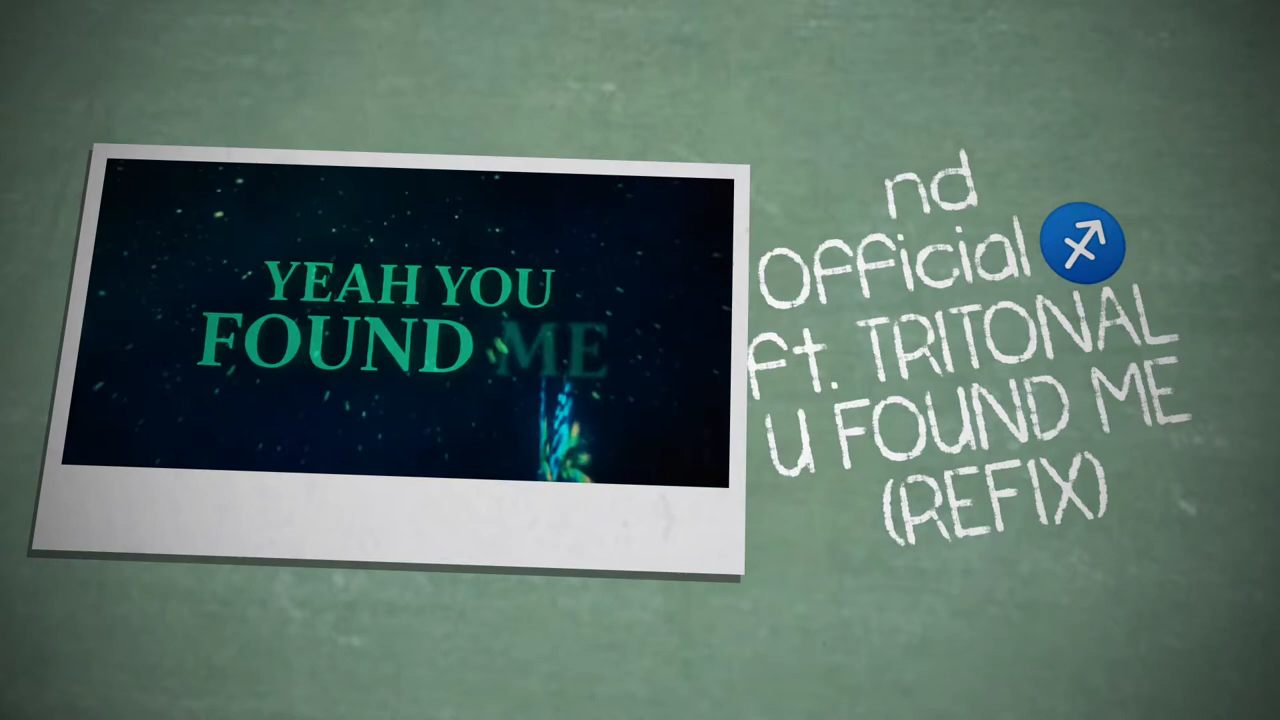 YEAH YOU
FOUND ME
nd
Official ♐
ft. TRITONAL
U FOUND ME
(REFIX)